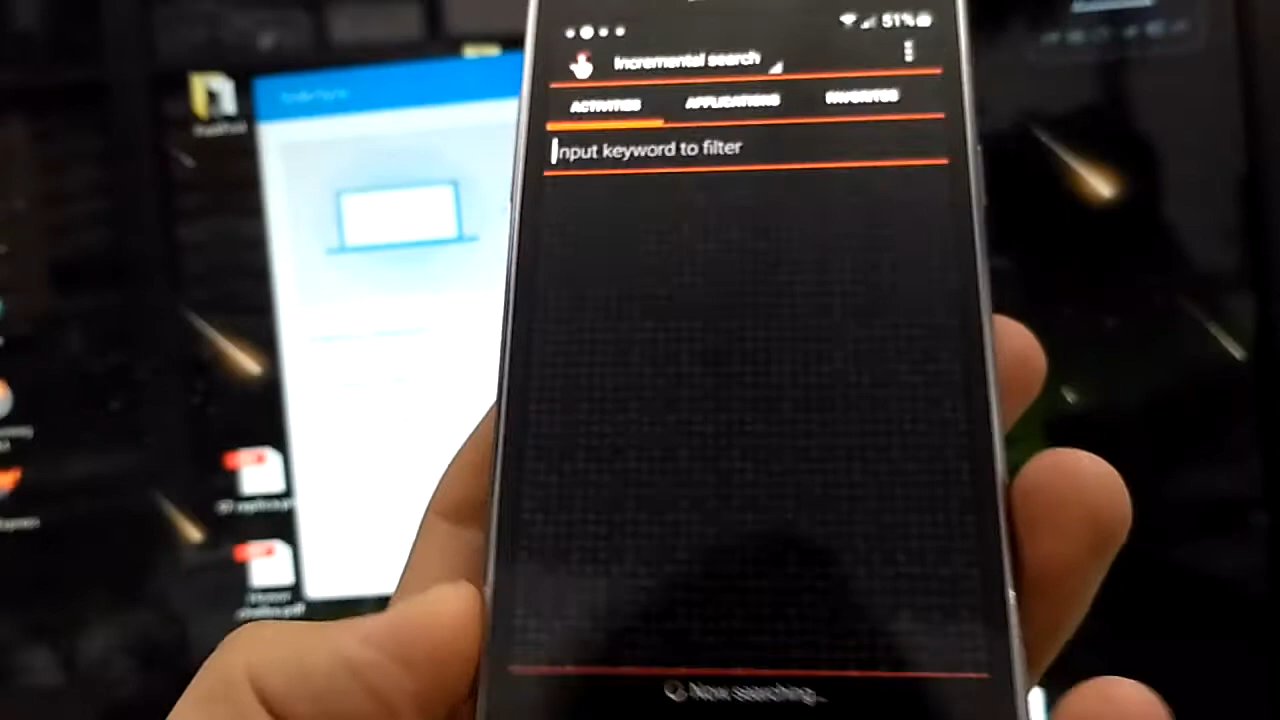 51%
Incremental search
ACTIVITIES APPLICATIONS FAVORITES
Input keyword to filter
Now searching...